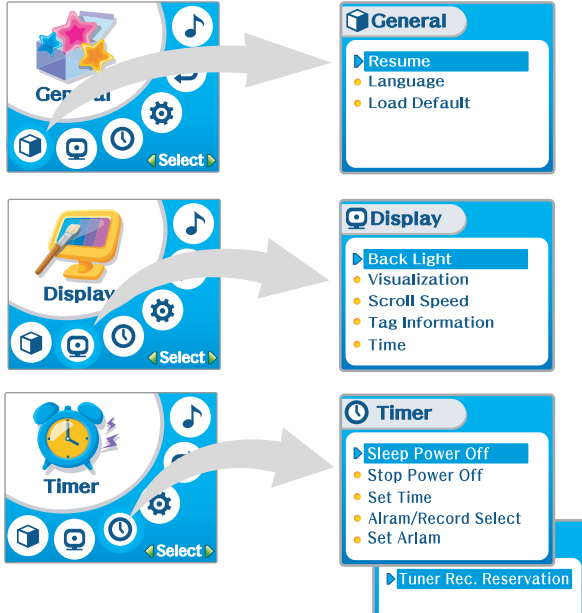 General
Select
General
Resume
Language
Load Default
Display
Select
Display
Back Light
Visualization
Scroll Speed
Tag Information
Time
Timer
Select
Timer
Sleep Power Off
Stop Power Off
Set Time
Alram/Record Select
Set Arlam
Tuner Rec. Reservation